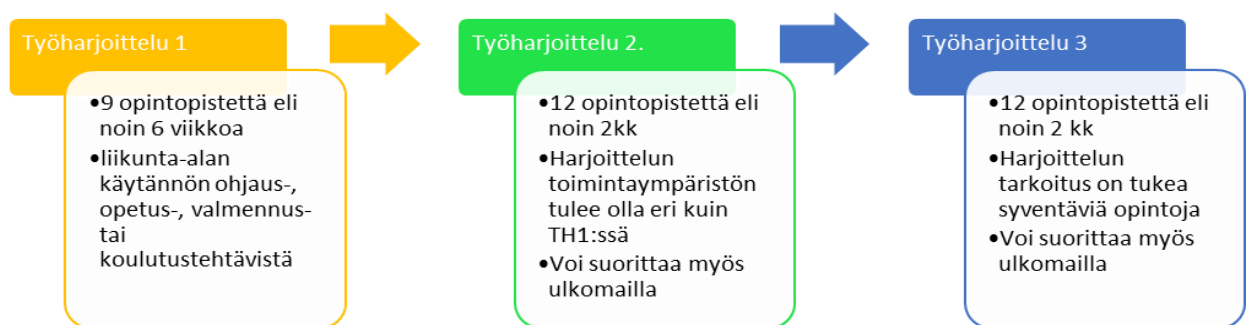 Työharjoittelu 1
•9 opintopistettä eli
noin 6 viikkoa
•liikunta-alan
käytännön ohjaus-,
opetus-, valmennus-
tai
koulutustehtävistä
Työharjoittelu 2.
•12 opintopistettä eli
noin 2kk
•Harjoittelun
toimintaympäristön
tulee olla eri kuin
TH1:ssä
•Voi suorittaa myös
ulkomailla
Työharjoittelu 3
•12 opintopistettä eli
noin 2 kk
•Harjoittelun
tarkoitus on tukea
syventäviä opintoja
•Voi suorittaa myös
ulkomailla